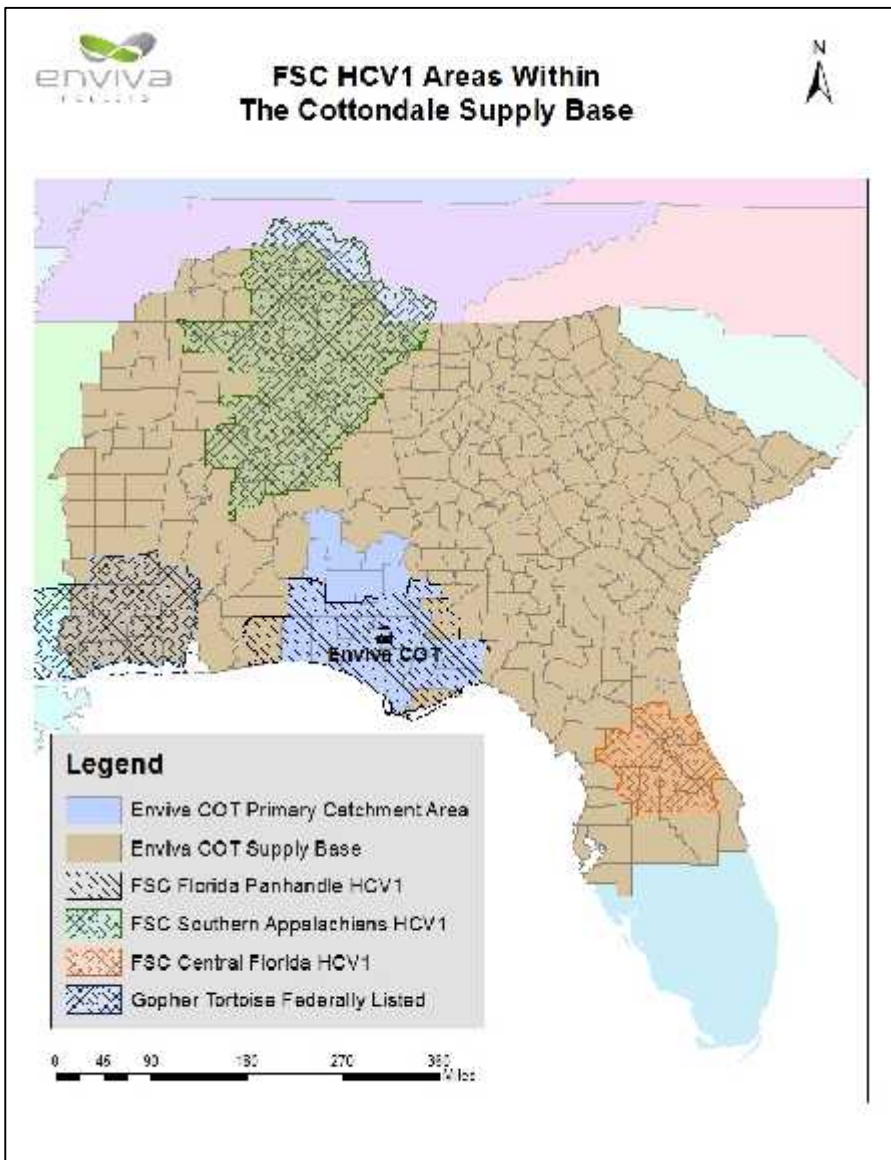 enviva
PELLETS
FSC HCV1 Areas Within
The Cottondale Supply Base
N
Enviva COT
Legend
Enviva COT Primary Catchment Area
Enviva COT Supply Base
FSC Florida Panhandle HCV1
FSC Southern Appalachians HCV1
FSC Central Florida HCV1
Gopher Tortoise Federally Listed
0 45 90 180 270 360
Miles